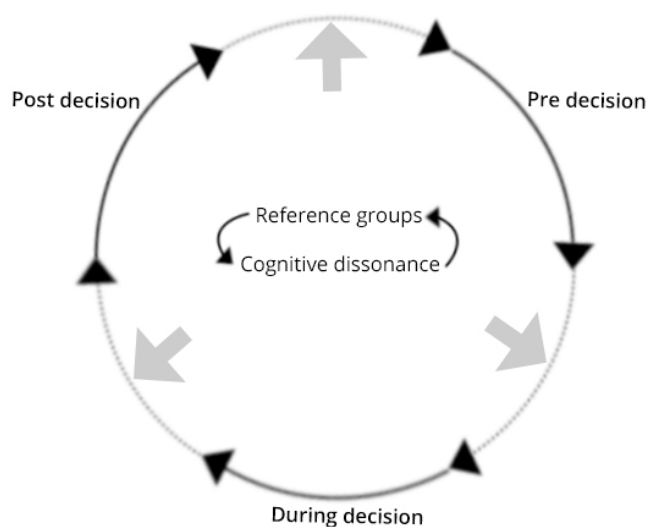 Post decision
Pre decision
Reference groups
Cognitive dissonance
During decision